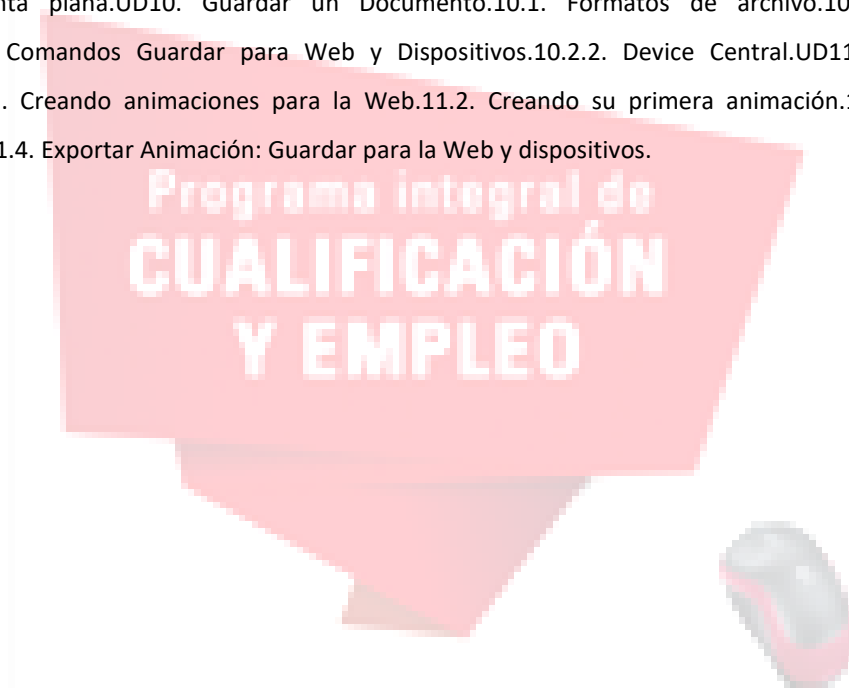 plana.UD10. Guardar un Documento.10.1. Formatos de archivo.10
Comandos Guardar para Web y Dispositivos.10.2.2. Device Central.UD11
. Creando animaciones para la Web.11.2. Creando su primera animación.
1.4. Exportar Animación: Guardar para la Web y dispositivos.
Programa integral de
CUALIFICACIÓN
Y EMPLEO